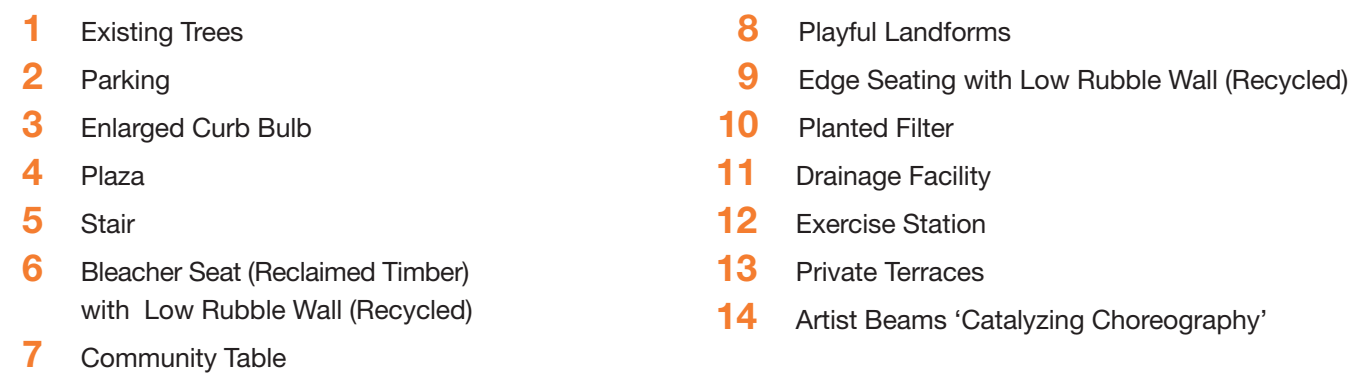 1 Existing Trees
2 Parking
3 Enlarged Curb Bulb
4 Plaza
5 Stair
6 Bleacher Seat (Reclaimed Timber)
with Low Rubble Wall (Recycled)
7 Community Table
8 Playful Landforms
9 Edge Seating with Low Rubble Wall (Recycled)
10 Planted Filter
11 Drainage Facility
12 Exercise Station
13 Private Terraces
14 Artist Beams ‘Catalyzing Choreography’